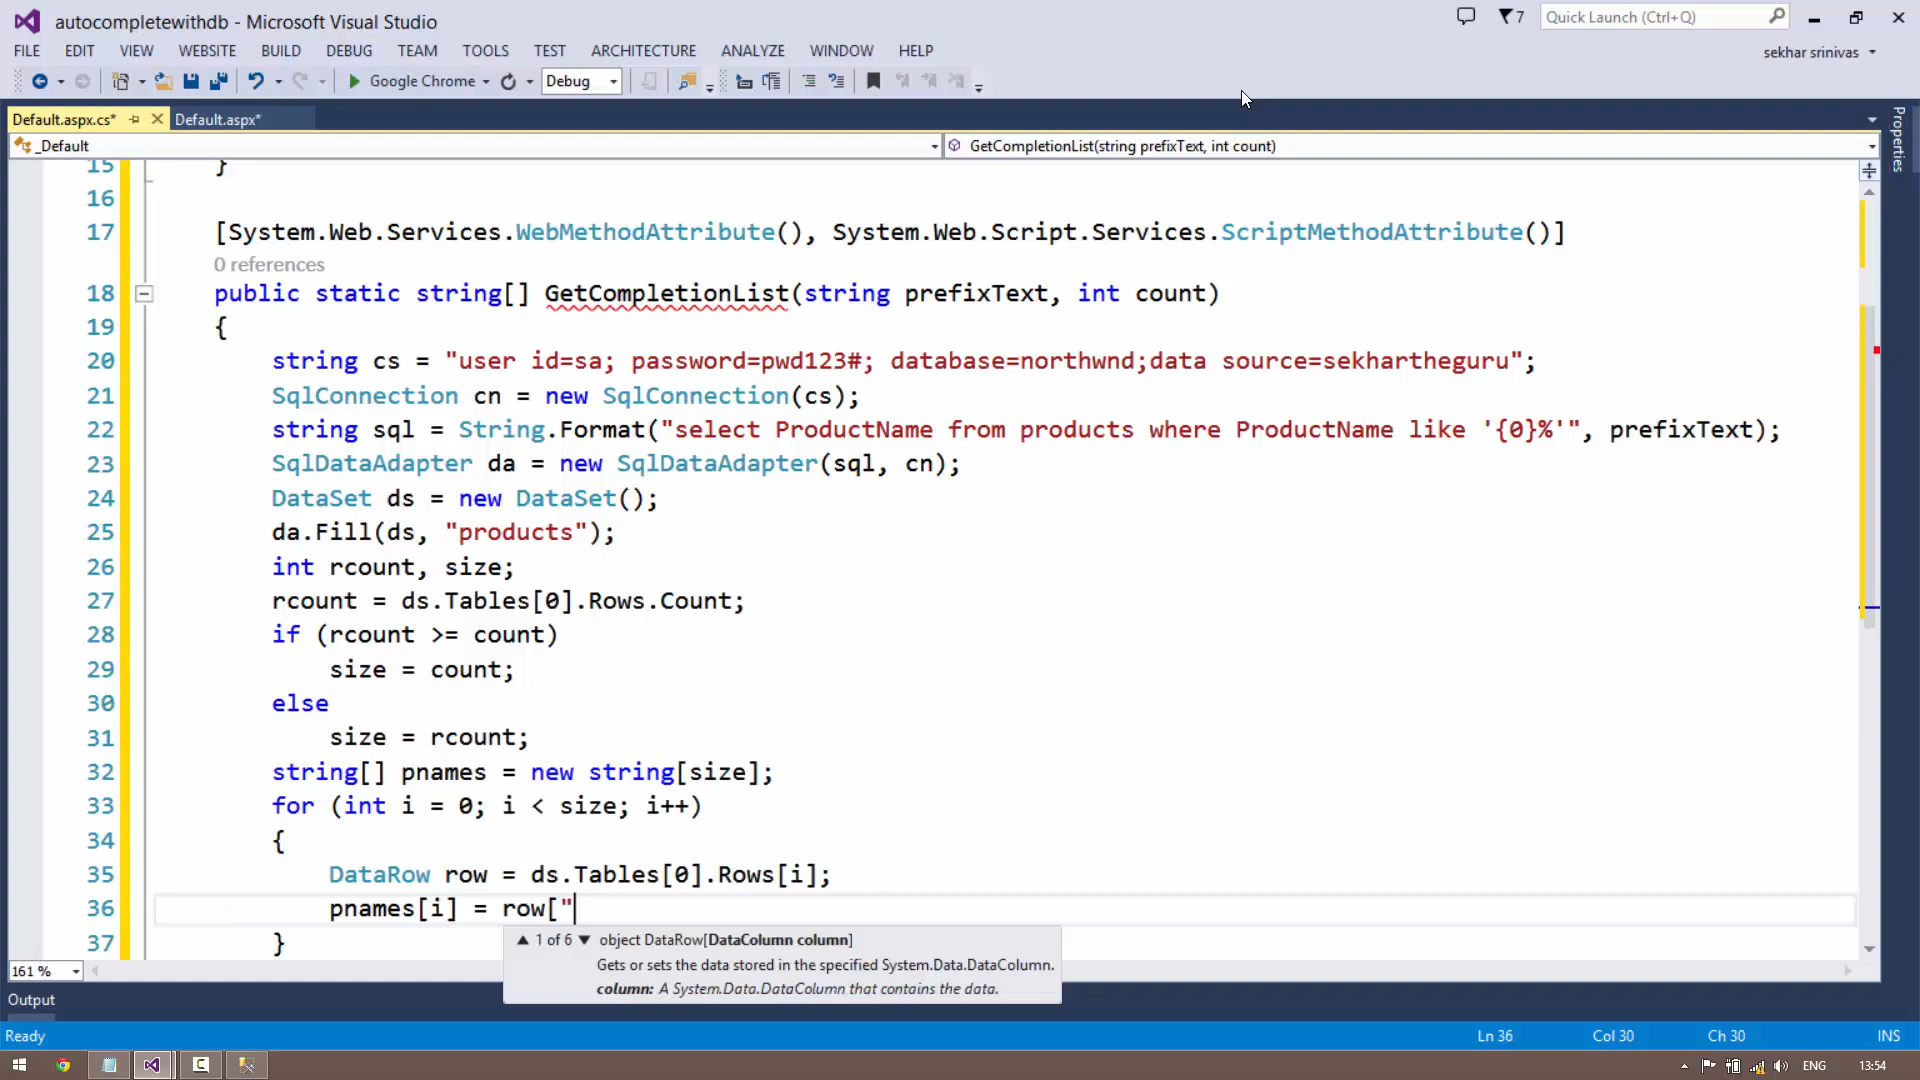 autocompletewithdb - Microsoft Visual Studio
7
Quick Launch (Ctrl+Q)
FILE EDIT VIEW WEBSITE BUILD DEBUG TEAM TOOLS TEST ARCHITECTURE ANALYZE WINDOW HELP
sekhar srinivas
Google Chrome
Debug
Default.aspx.cs* Default.aspx*
Properties
_Default
GetCompletionList(string prefixText, int count)
15 }
16
17 [System.Web.Services.WebMethodAttribute(), System.Web.Script.Services.ScriptMethodAttribute()]
0 references
18 public static string[] GetCompletionList(string prefixText, int count)
19 {
20 string cs = "user id=sa; password=pwd123#; database=northwnd;data source=sekhartheguru";
21 SqlConnection cn = new SqlConnection(cs);
22 string sql = String.Format("select ProductName from products where ProductName like '{0}%'", prefixText);
23 SqlDataAdapter da = new SqlDataAdapter(sql, cn);
24 DataSet ds = new DataSet();
25 da.Fill(ds, "products");
26 int rcount, size;
27 rcount = ds.Tables[0].Rows.Count;
28 if (rcount >= count)
29 size = count;
30 else
31 size = rcount;
32 string[] pnames = new string[size];
33 for (int i = 0; i < size; i++)
34 {
35 DataRow row = ds.Tables[0].Rows[i];
36 pnames[i] = row["
37 }
▲ 1 of 6 ▼ object DataRow[DataColumn column]
Gets or sets the data stored in the specified System.Data.DataColumn.
column: A System.Data.DataColumn that contains the data.
161 %
Output
Ready
Ln 36 Col 30 Ch 30 INS
ENG 13:54